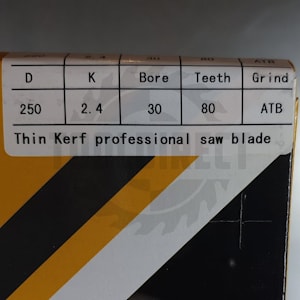 D K Bore Teeth Grind
250 2.4 30 80 ATB
Thin Kerf professional saw blade